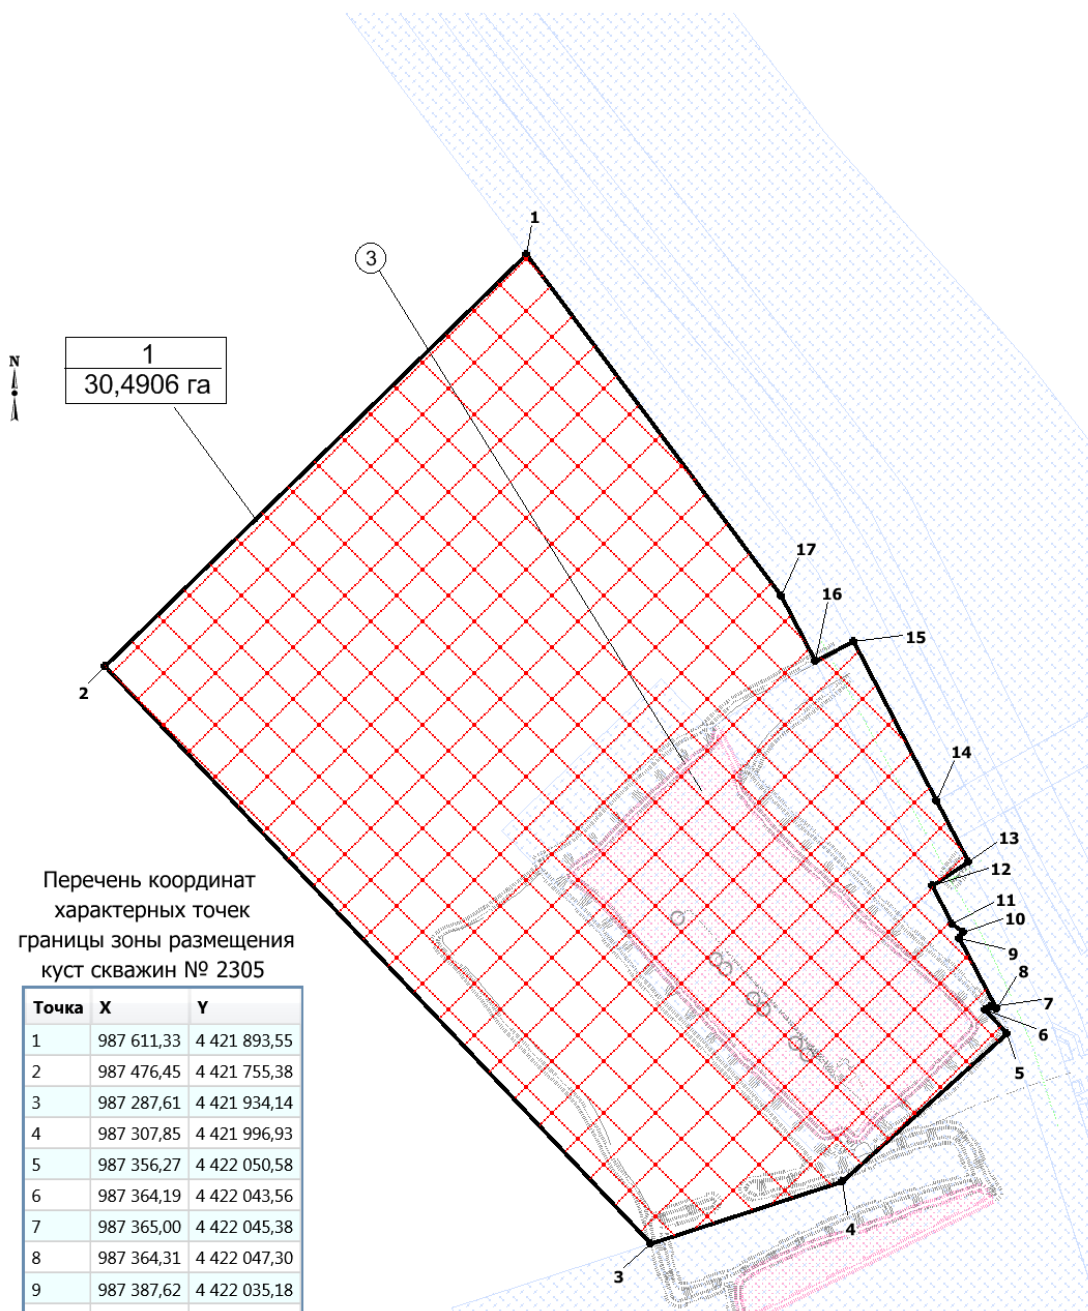 1
3
1
30,4906 га
N
17
16
15
2
14
13
12
11
10
9
8
7
6
5
4
3
Перечень координат
характерных точек
границы зоны размещения
куст скважин № 2305
Точка X Y
1 987 611,33 4 421 893,55
2 987 476,45 4 421 755,38
3 987 287,61 4 421 934,14
4 987 307,85 4 421 996,93
5 987 356,27 4 422 050,58
6 987 364,19 4 422 043,56
7 987 365,00 4 422 045,38
8 987 364,31 4 422 047,30
9 987 387,62 4 422 035,18